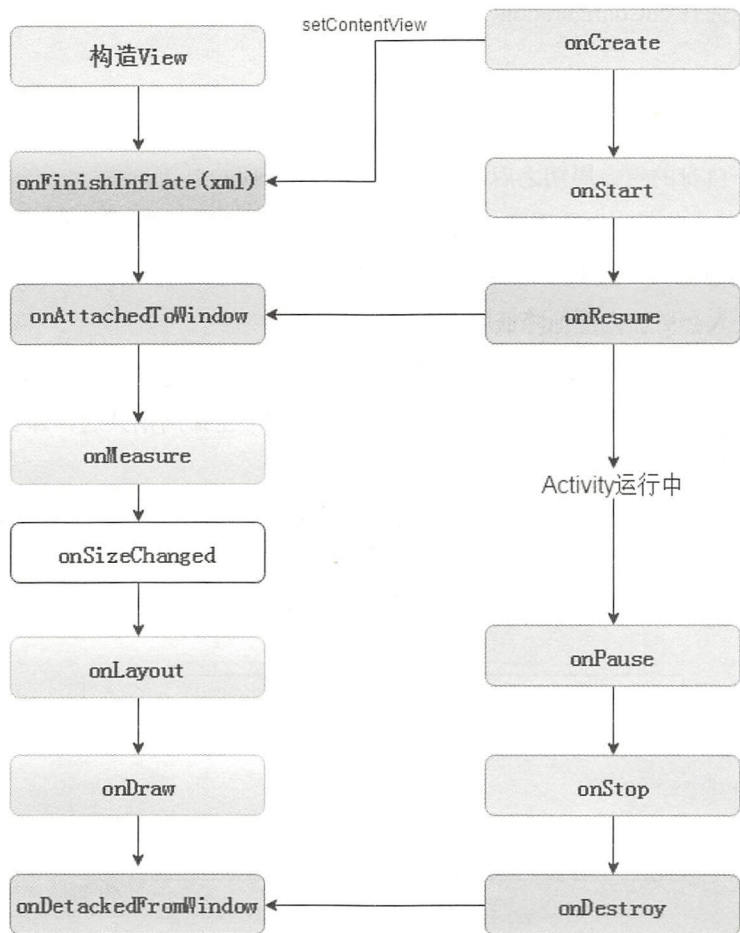 setContentView
构造View
onCreate
onFinishInflate(xml)
onStart
onAttachedToWindow
onResume
onMeasure
Activity运行中
onSizeChanged
onLayout
onPause
onDraw
onStop
onDetackedFromWindow
onDestroy